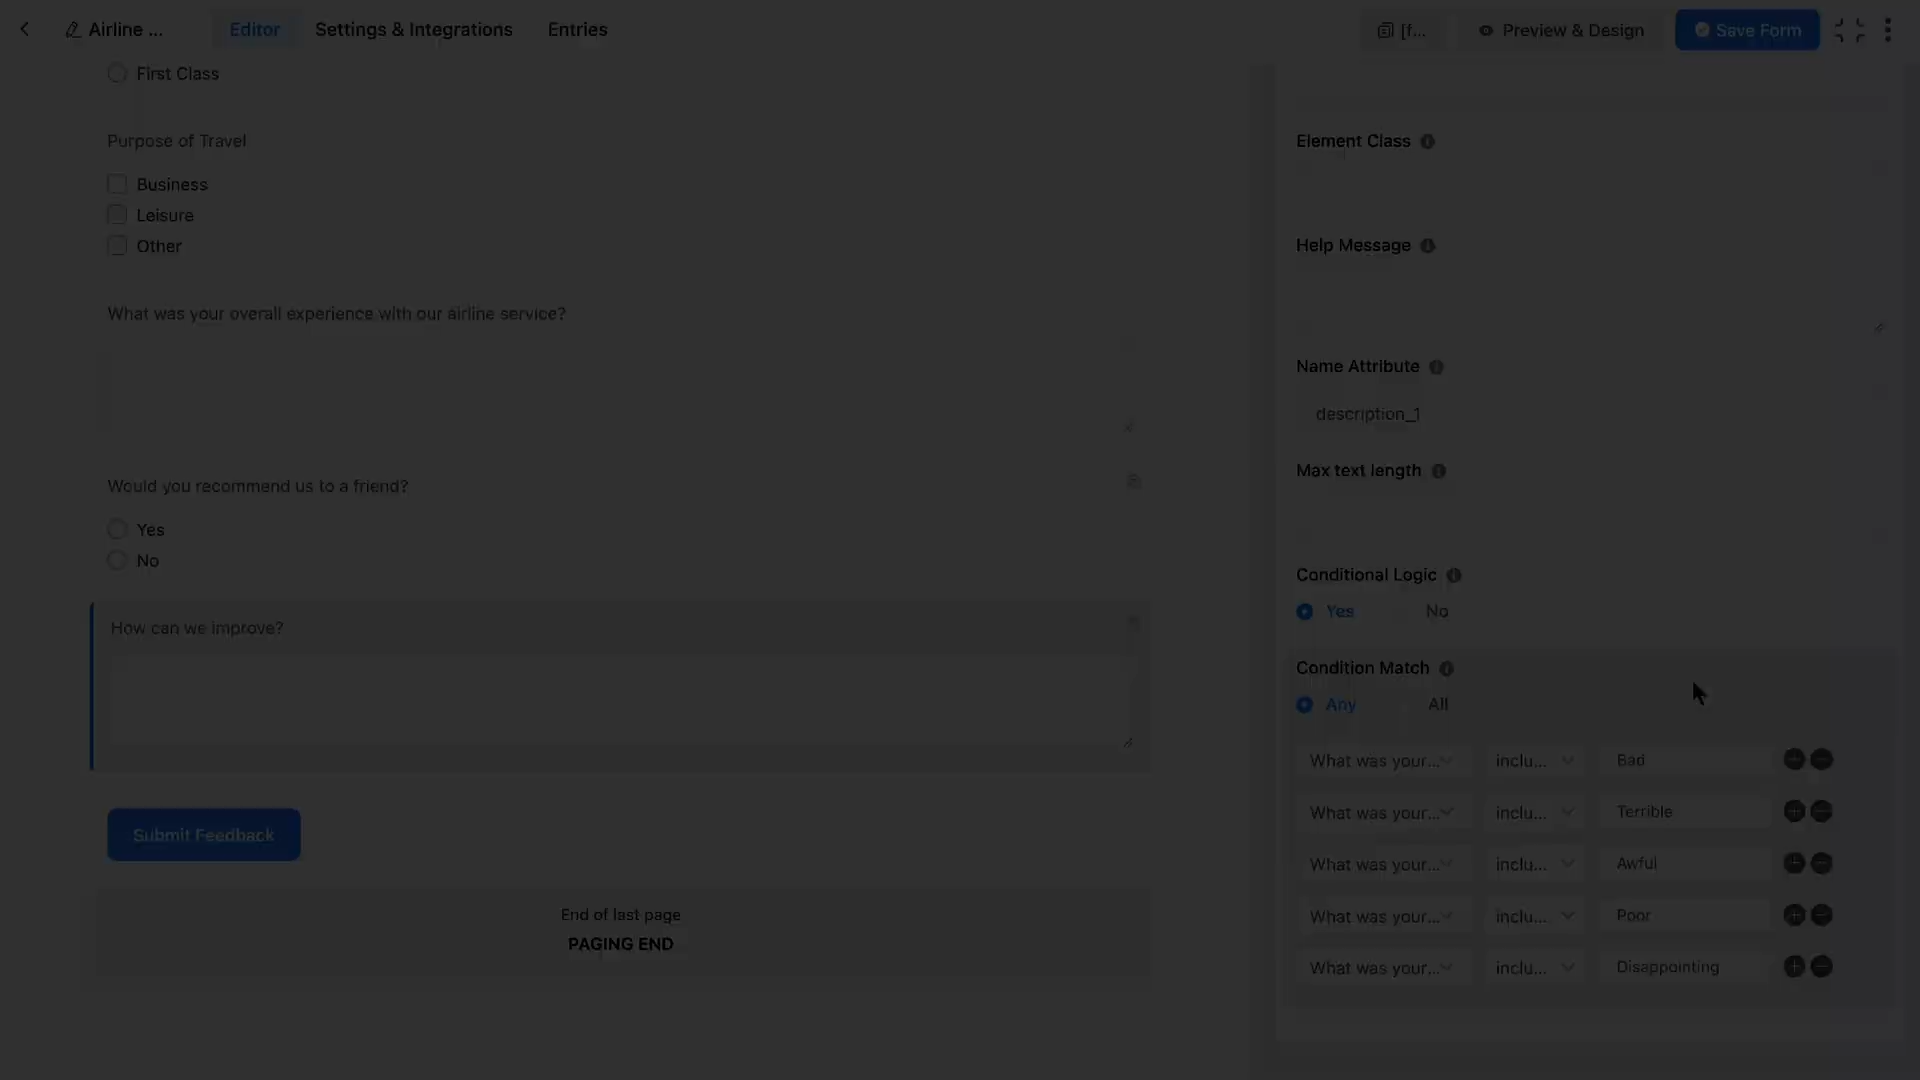 Airline ...
Editor
Settings & Integrations
Entries
[f...
Preview & Design
Save Form
First Class
Purpose of Travel
Business
Leisure
Other
What was your overall experience with our airline service?
Would you recommend us to a friend?
Yes
No
How can we improve?
Submit Feedback
End of last page
PAGING END
Element Class
Help Message
Name Attribute
description_1
Max text length
Conditional Logic
Yes No
Condition Match
Any All
What was your... inclu... Bad
What was your... inclu... Terrible
What was your... inclu... Awful
What was your... inclu... Poor
What was your... inclu... Disappointing